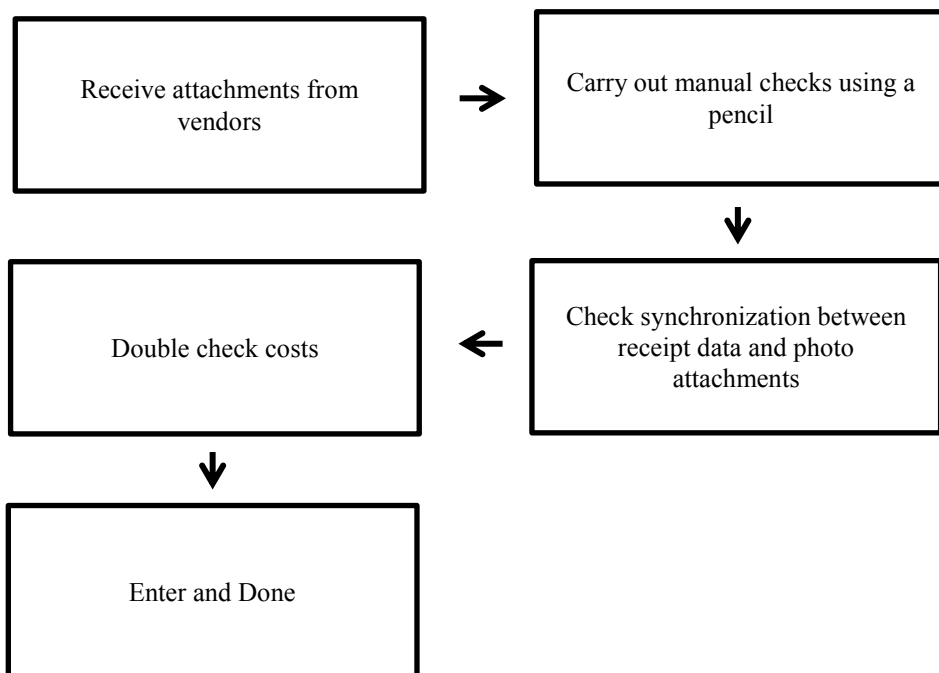 Receive attachments from
vendors
Carry out manual checks using a
pencil
Check synchronization between
receipt data and photo
attachments
Double check costs
Enter and Done